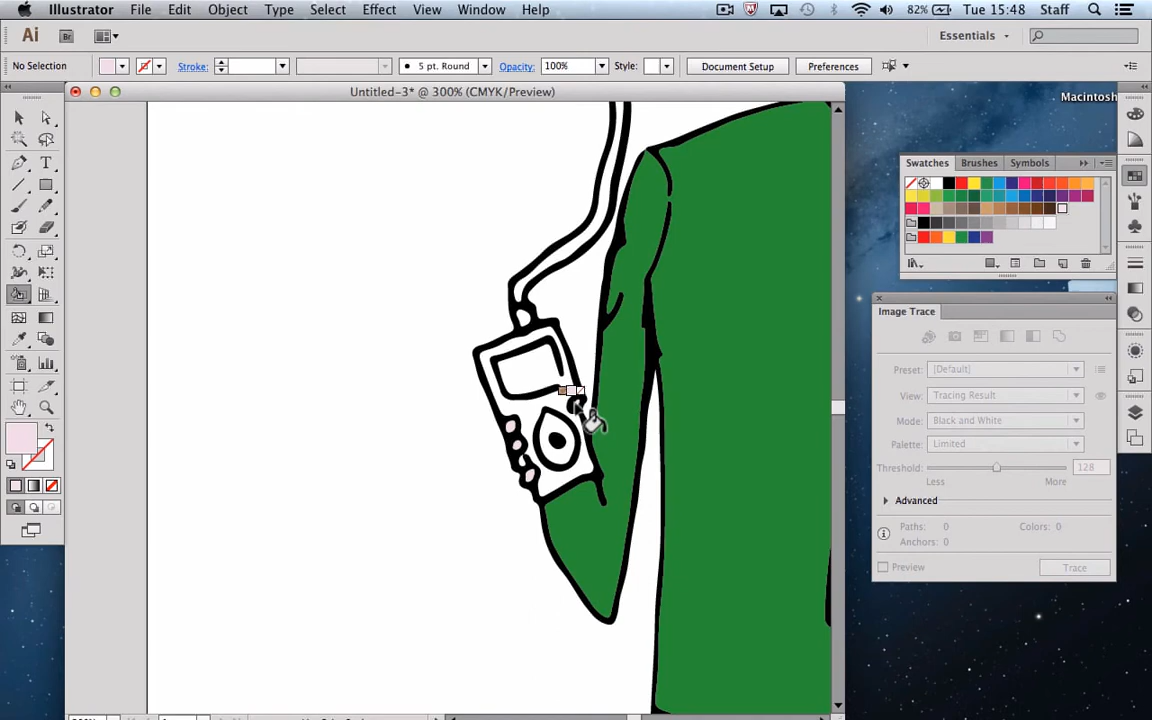 Illustrator File Edit Object Type Select Effect View Window Help 82% Tue 15:48 Staff
Ai Br Essentials
No Selection Stroke: 5 pt. Round Opacity: 100% Style: Document Setup Preferences
Untitled-3* @ 300% (CMYK/Preview)
Macintosh
Swatches Brushes Symbols
Image Trace
Preset: [Default]
View: Tracing Result
Mode: Black and White
Palette: Limited
Threshold: 128
Less More
Advanced
Paths: 0 Colors: 0
Anchors: 0
Preview Trace